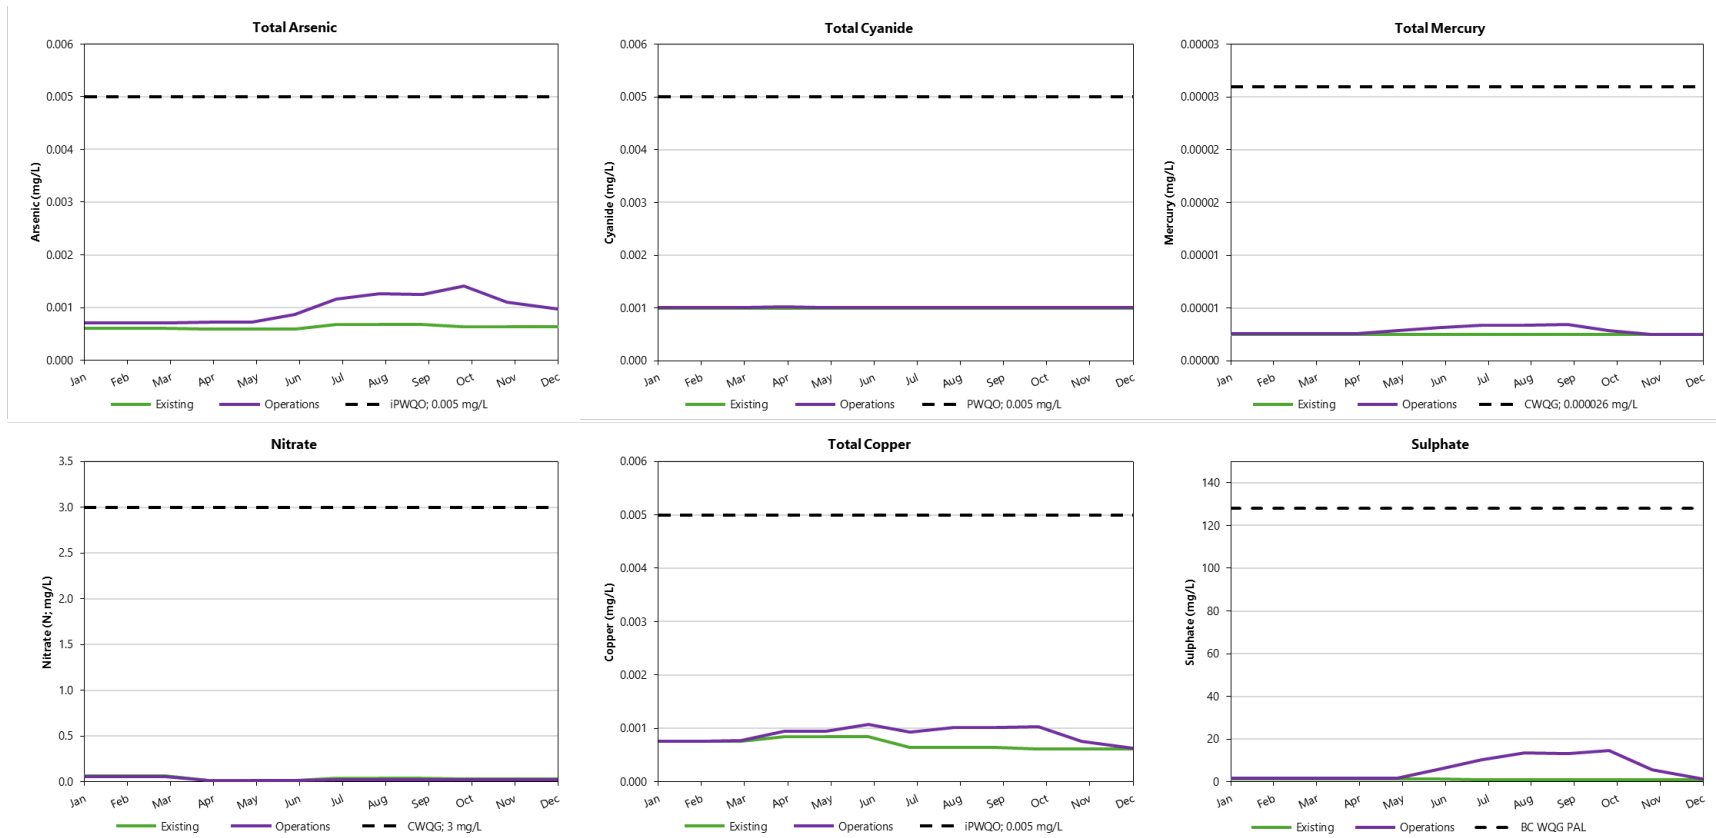 Total Arsenic
Arsenic (mg/L)
0.006
0.005
0.004
0.003
0.002
0.001
0.000
Jan Feb Mar Apr May Jun Jul Aug Sep Oct Nov Dec
Existing Operations iPWQO; 0.005 mg/L
Total Cyanide
Cyanide (mg/L)
0.006
0.005
0.004
0.003
0.002
0.001
0.000
Jan Feb Mar Apr May Jun Jul Aug Sep Oct Nov Dec
Existing Operations PWQO; 0.005 mg/L
Total Mercury
Mercury (mg/L)
0.00003
0.00003
0.00002
0.00002
0.00001
0.00001
0.00000
Jan Feb Mar Apr May Jun Jul Aug Sep Oct Nov Dec
Existing Operations CWQG; 0.000026 mg/L
Nitrate
Nitrate (N; mg/L)
3.5
3.0
2.5
2.0
1.5
1.0
0.5
0.0
Jan Feb Mar Apr May Jun Jul Aug Sep Oct Nov Dec
Existing Operations CWQG; 3 mg/L
Total Copper
Copper (mg/L)
0.006
0.005
0.004
0.003
0.002
0.001
0.000
Jan Feb Mar Apr May Jun Jul Aug Sep Oct Nov Dec
Existing Operations iPWQO; 0.005 mg/L
Sulphate
Sulphate (mg/L)
140
120
100
80
60
40
20
0
Jan Feb Mar Apr May Jun Jul Aug Sep Oct Nov Dec
Existing Operations BC WQG PAL